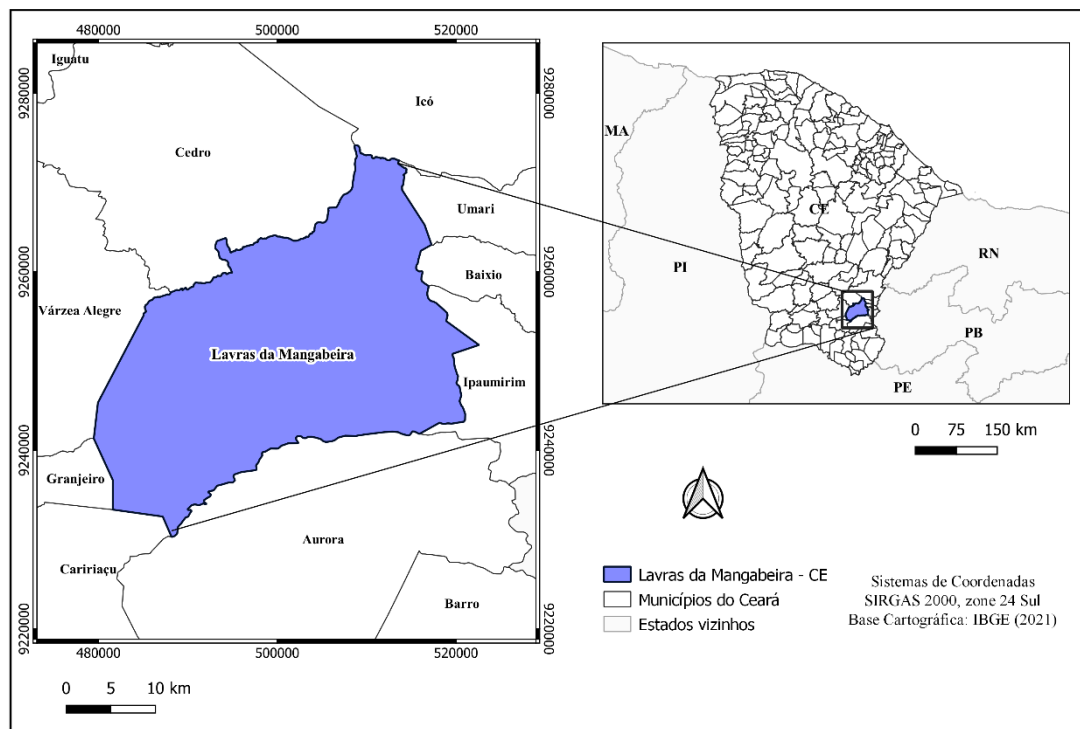 480000
500000
520000
9280000
9260000
9240000
9220000
Iguatu
Icó
Cedro
Umari
Baixio
Várzea Alegre
Lavras da Mangabeira
Ipaumirim
Granjeiro
Aurora
Caririaçu
Barro
9280000
9260000
9240000
9220000
480000
500000
520000
0 5 10 km
MA
CE
RN
PI
PB
PE
0 75 150 km
Lavras da Mangabeira - CE
Municípios do Ceará
Estados vizinhos
Sistemas de Coordenadas
SIRGAS 2000, zone 24 Sul
Base Cartográfica: IBGE (2021)